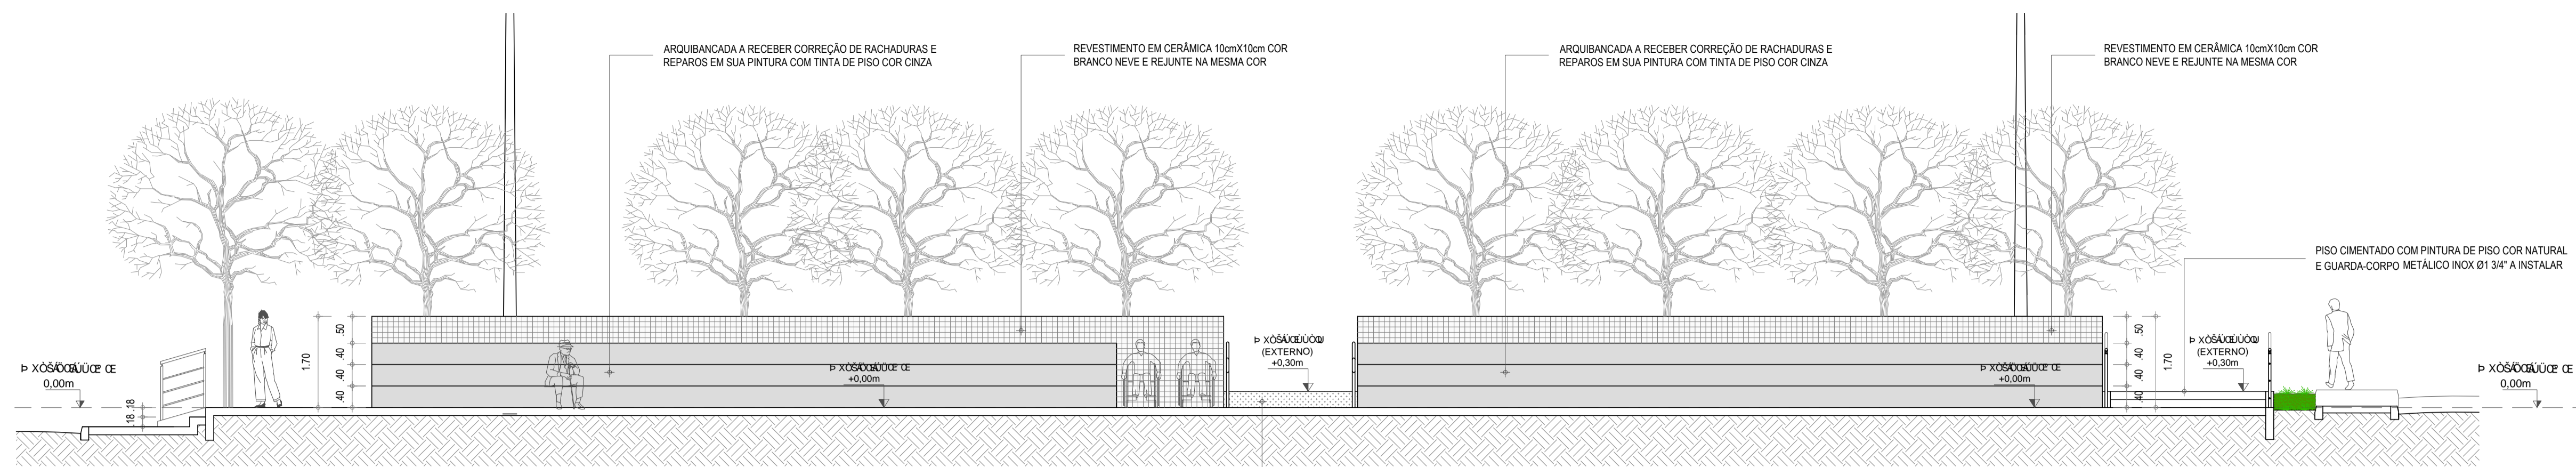 ARQUIBANCADA A RECEBER CORREÇÃO DE RACHADURAS E
REPAROS EM SUA PINTURA COM TINTA DE PISO COR CINZA
REVESTIMENTO EM CERÂMICA 10cmX10cm COR
BRANCO NEVE E REJUNTE NA MESMA COR
ARQUIBANCADA A RECEBER CORREÇÃO DE RACHADURAS E
REPAROS EM SUA PINTURA COM TINTA DE PISO COR CINZA
REVESTIMENTO EM CERÂMICA 10cmX10cm COR
BRANCO NEVE E REJUNTE NA MESMA COR
PISO CIMENTADO COM PINTURA DE PISO COR NATURAL
E GUARDA-CORPO METÁLICO INOX Ø1 3/4" A INSTALAR
0,00m
.18
.18
1.70
.50
.40
.40
.40
+0,00m
(EXTERNO)
+0,30m
+0,00m
.50
.40
.40
.40
1.70
(EXTERNO)
+0,30m
0,00m